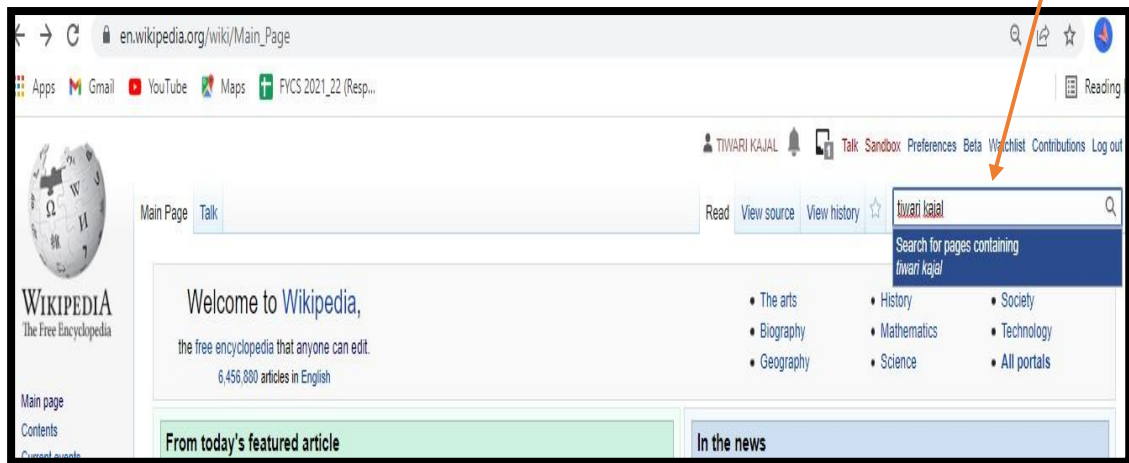 en.wikipedia.org/wiki/Main_Page
Apps Gmail YouTube Maps FYCS 2021_22 (Resp... Reading
TIWARI KAJAL 1 Talk Sandbox Preferences Beta Watchlist Contributions Log out
Main Page Talk Read View source View history tiwari kajal
Search for pages containing
tiwari kajal
WIKIPEDIA
The Free Encyclopedia
Welcome to Wikipedia,
the free encyclopedia that anyone can edit.
6,456,880 articles in English
• The arts
• Biography
• Geography
• History
• Mathematics
• Science
• Society
• Technology
• All portals
Main page
Contents
Current events
From today's featured article
In the news